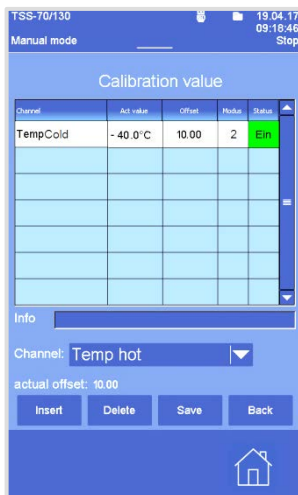 TSS-70/130 19.04.17
09:18:46
Manual mode Stop
Calibration value
Channel Act value Offset Modus Status
TempCold - 40.0°C 10.00 2 Ein
Info
Channel: Temp hot
actual offset: 10.00
Insert Delete Save Back